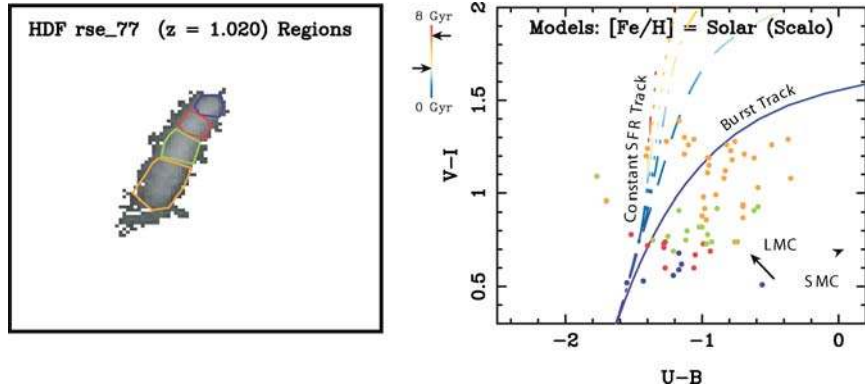 HDF rse_77 (z = 1.020) Regions
8 Gyr
0 Gyr
Models: [Fe/H] = Solar (Scalo)
Constant SFR Track
Burst Track
LMC
SMC
2
1.5
1
0.5
V-I
-2
-1
0
U-B